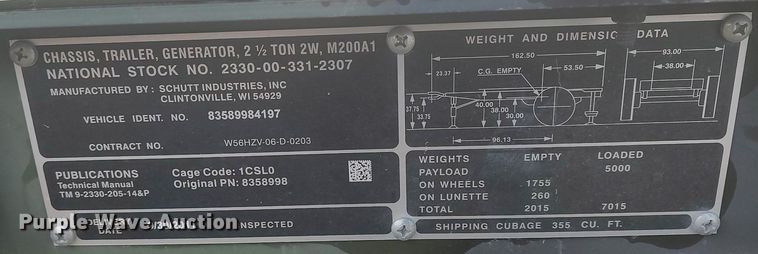 CHASSIS, TRAILER, GENERATOR, 2 ½ TON 2W, M200A1
NATIONAL STOCK NO. 2330-00-331-2307
MANUFACTURED BY : SCHUTT INDUSTRIES, INC
CLINTONVILLE, WI 54929
VEHICLE IDENT. NO. 83589984197
CONTRACT NO. W56HZV-06-D-0203
PUBLICATIONS
Technical Manual
TM 9-2330-205-14&P
Cage Code: 1CSL0
Original PN: 8358998
DATE INSPECTED
WEIGHT AND DIMENSION DATA
162.50 93.00
23.37 C.G. EMPTY 53.50 38.00
37.75 33.75 40.00 38.00 30.00
96.13
WEIGHTS EMPTY LOADED
PAYLOAD 5000
ON WHEELS 1755
ON LUNETTE 260
TOTAL 2015 7015
SHIPPING CUBAGE 355 CU. FT.
Purple Wave Auction